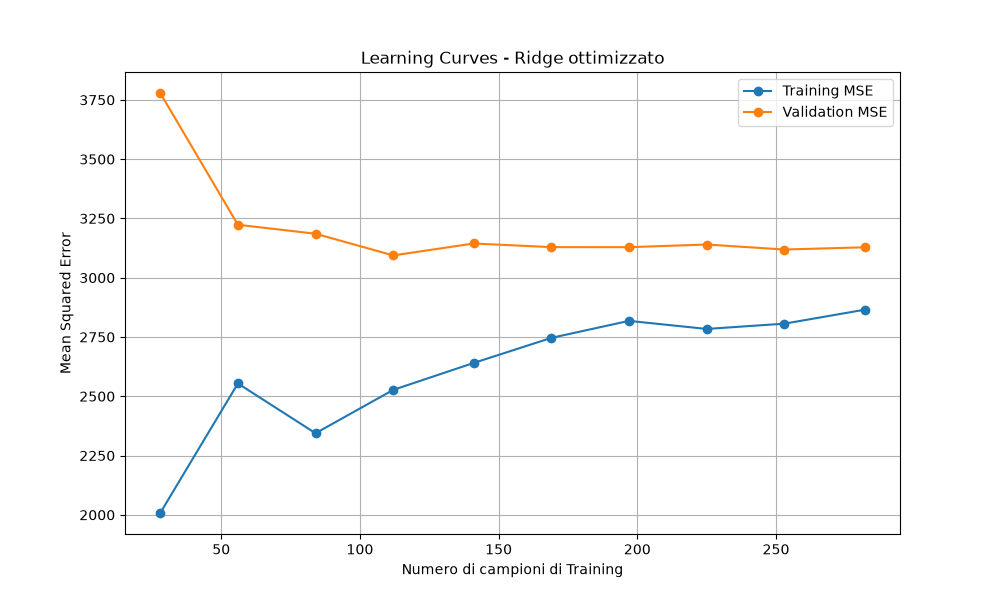 Learning Curves - Ridge ottimizzato
Training MSE
Validation MSE
Mean Squared Error
3750
3500
3250
3000
2750
2500
2250
2000
50
100
150
200
250
Numero di campioni di Training